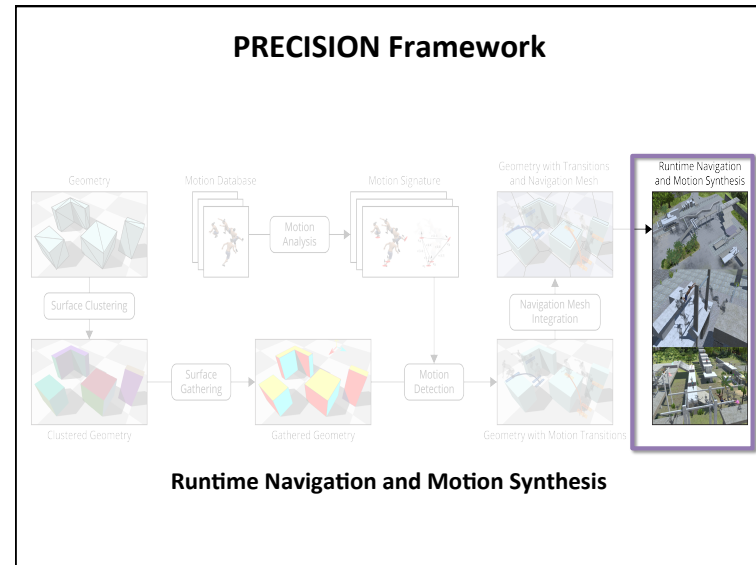 PRECISION Framework
Geometry
Motion Database
Motion Signature
Geometry with Transitions
and Navigation Mesh
Runtime Navigation
and Motion Synthesis
Motion
Analysis
Surface Clustering
Navigation Mesh
Integration
Surface
Gathering
Motion
Detection
Clustered Geometry
Gathered Geometry
Geometry with Motion Transitions
Runtime Navigation and Motion Synthesis